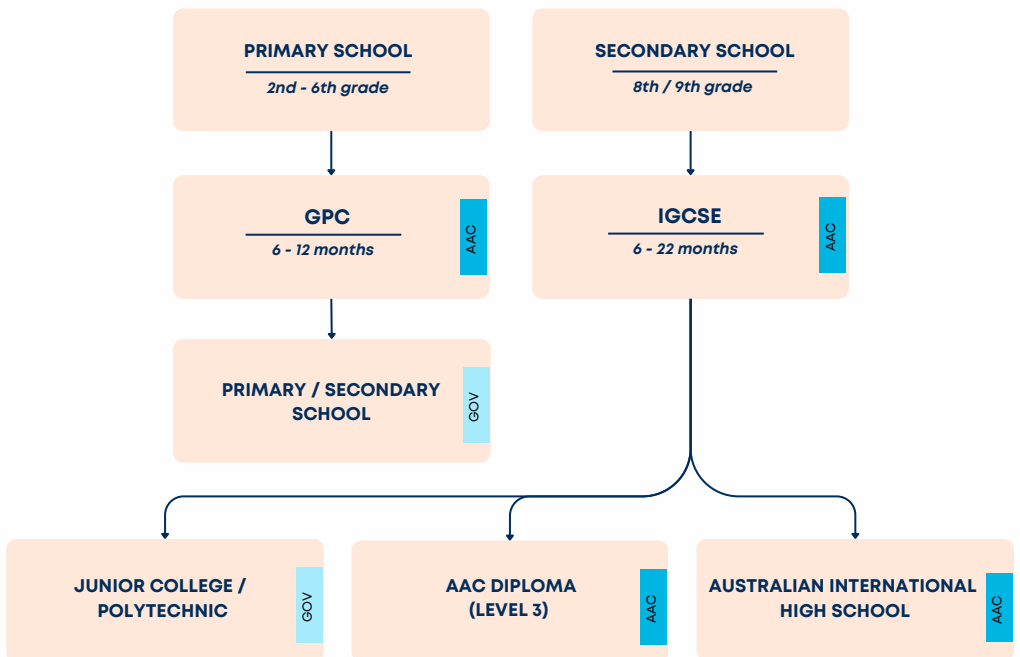 PRIMARY SCHOOL
2nd - 6th grade
SECONDARY SCHOOL
8th / 9th grade
GPC
6 - 12 months
AAC
IGCSE
6 - 22 months
AAC
PRIMARY / SECONDARY
SCHOOL
GOV
JUNIOR COLLEGE /
POLYTECHNIC
GOV
AAC DIPLOMA
(LEVEL 3)
AAC
AUSTRALIAN INTERNATIONAL
HIGH SCHOOL
AAC